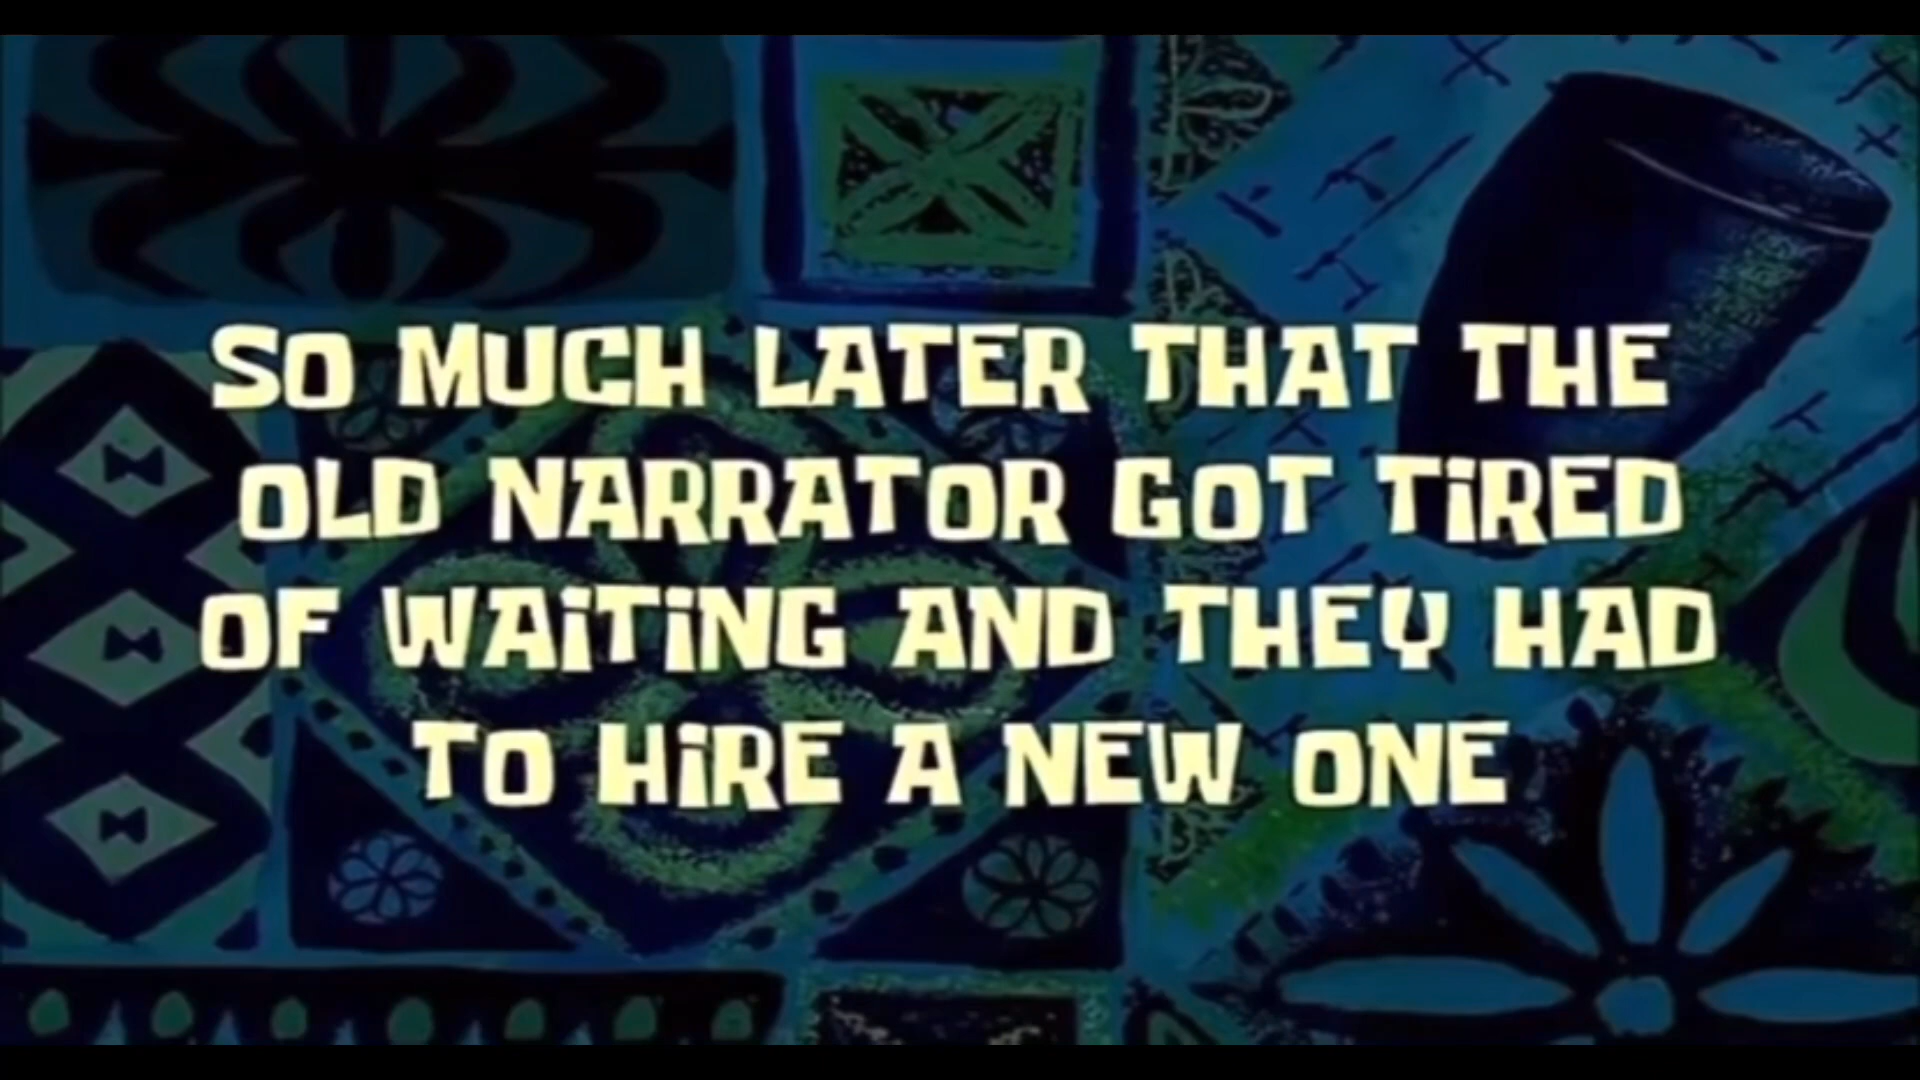 SO MUCH LATER THAT THE
OLD NARRATOR GOT TiRED
OF WAiTiNG AND THEY HAD
TO HiRE A NEW ONE